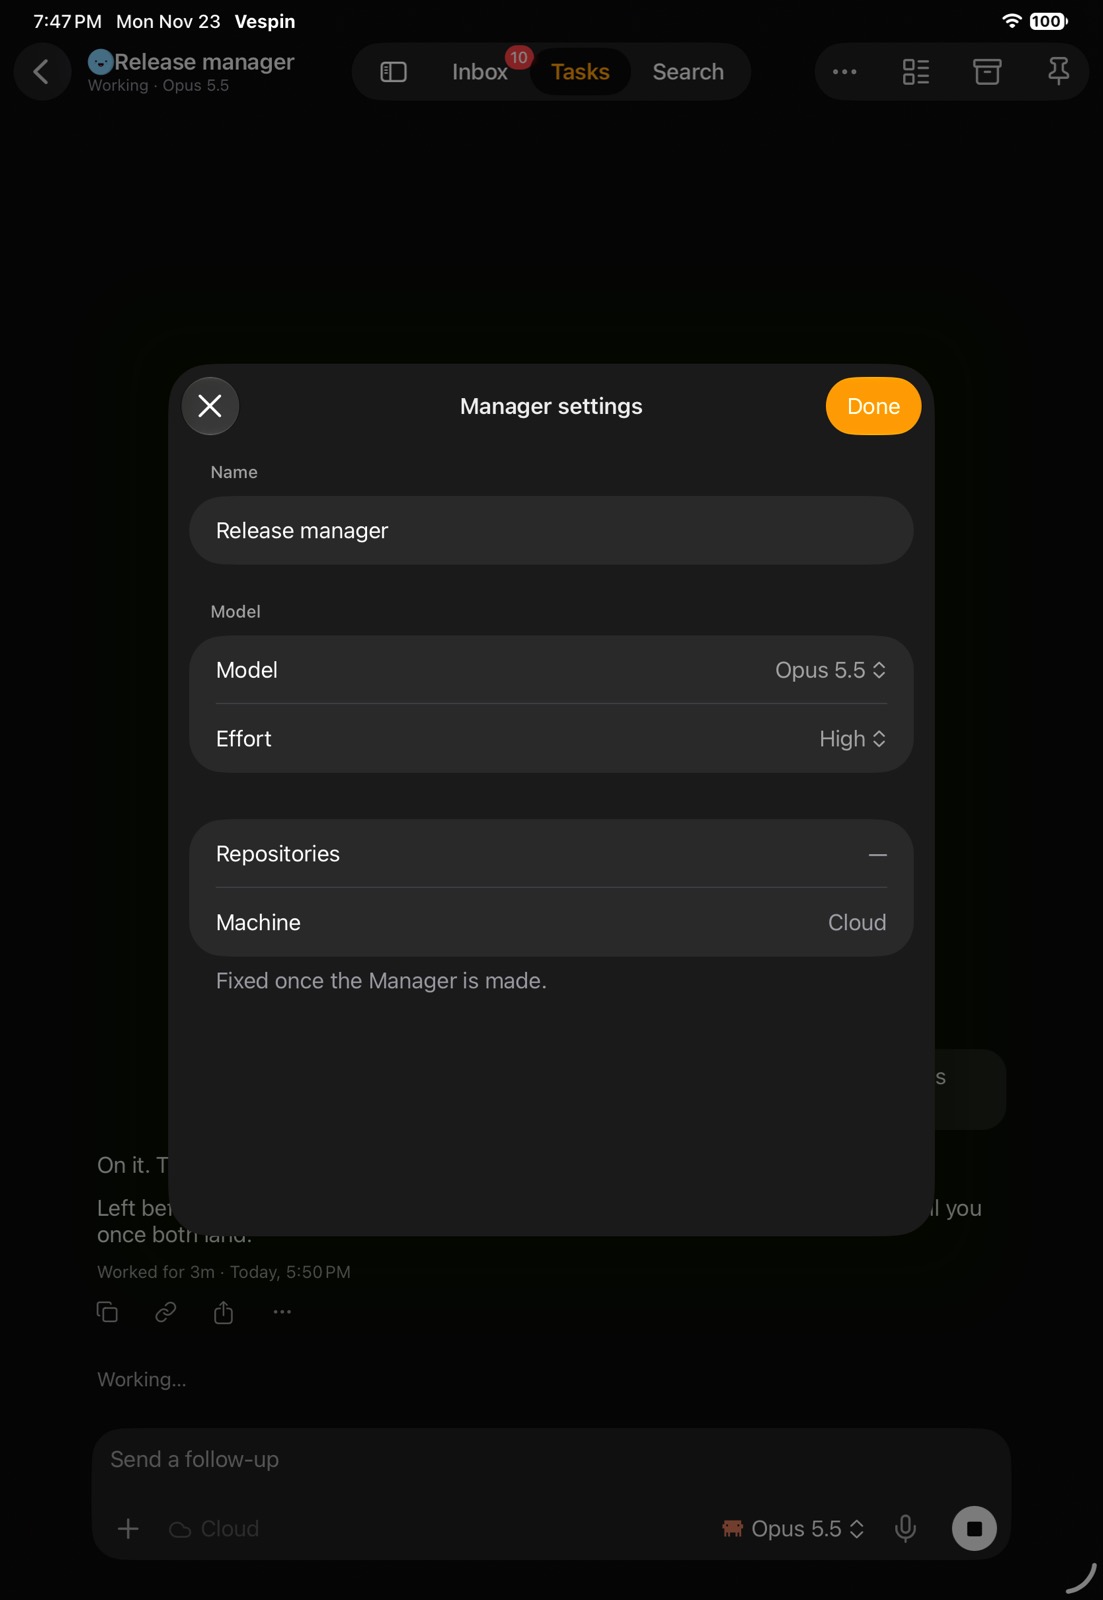 7:47 PM Mon Nov 23 Vespin
100
Release manager
Working · Opus 5.5
Inbox
10
Tasks
Search
Manager settings
Done
Name
Release manager
Model
Model
Opus 5.5
Effort
High
Repositories
—
Machine
Cloud
Fixed once the Manager is made.
s
On it. T
Left bef
you
once both land.
Worked for 3m · Today, 5:50 PM
Working...
Send a follow-up
Cloud
Opus 5.5